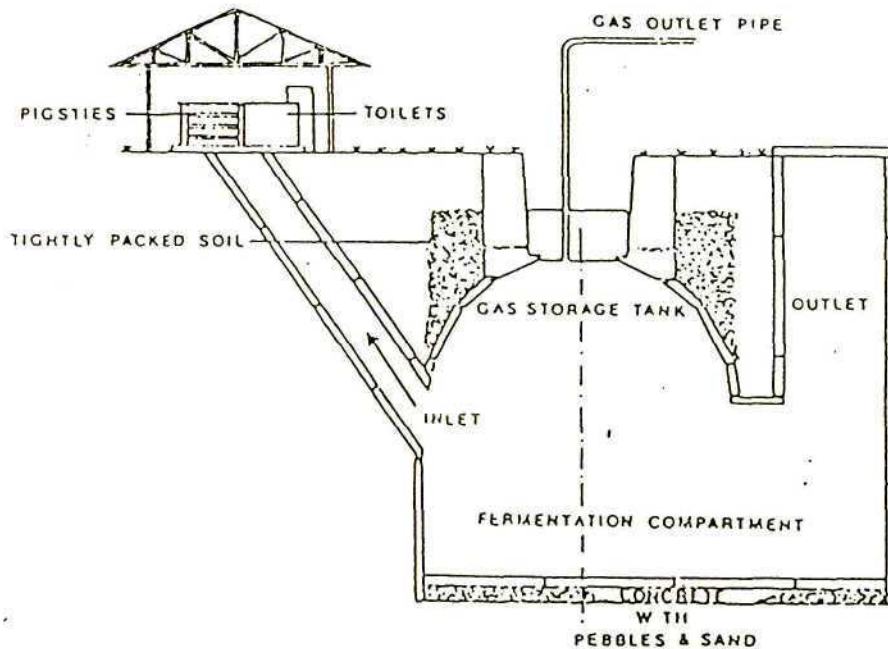 GAS OUTLET PIPE
PIGSTIES
TOILETS
TIGHTLY PACKED SOIL
GAS STORAGE TANK
OUTLET
INLET
FERMENTATION COMPARTMENT
CONCRETE
WITH
PEBBLES & SAND